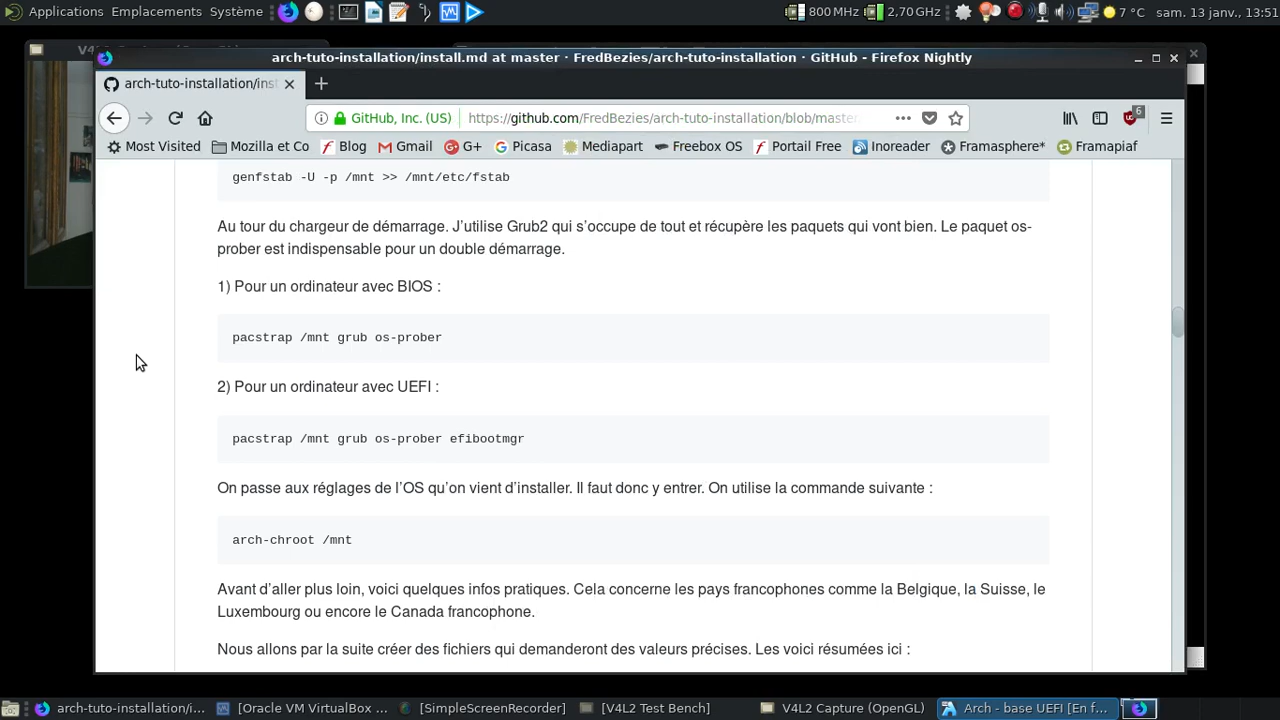 Applications Emplacements Système 800 MHz 2,70 GHz 7 °C sam. 13 janv., 13:51
arch-tuto-installation/install.md at master · FredBezies/arch-tuto-installation · GitHub - Firefox Nightly
arch-tuto-installation/inst
GitHub, Inc. (US) https://github.com/FredBezies/arch-tuto-installation/blob/master 6
Most Visited Mozilla et Co Blog Gmail G+ Picasa Mediapart Freebox OS Portail Free Inoreader Framasphere* Framapiaf
genfstab -U -p /mnt >> /mnt/etc/fstab
Au tour du chargeur de démarrage. J’utilise Grub2 qui s’occupe de tout et récupère les paquets qui vont bien. Le paquet os-
prober est indispensable pour un double démarrage.
1) Pour un ordinateur avec BIOS :
pacstrap /mnt grub os-prober
2) Pour un ordinateur avec UEFI :
pacstrap /mnt grub os-prober efibootmgr
On passe aux réglages de l’OS qu’on vient d’installer. Il faut donc y entrer. On utilise la commande suivante :
arch-chroot /mnt
Avant d’aller plus loin, voici quelques infos pratiques. Cela concerne les pays francophones comme la Belgique, la Suisse, le
Luxembourg ou encore le Canada francophone.
Nous allons par la suite créer des fichiers qui demanderont des valeurs précises. Les voici résumées ici :
arch-tuto-installation/i... [Oracle VM VirtualBox ... [SimpleScreenRecorder] [V4L2 Test Bench] V4L2 Capture (OpenGL) Arch - base UEFI [En f...